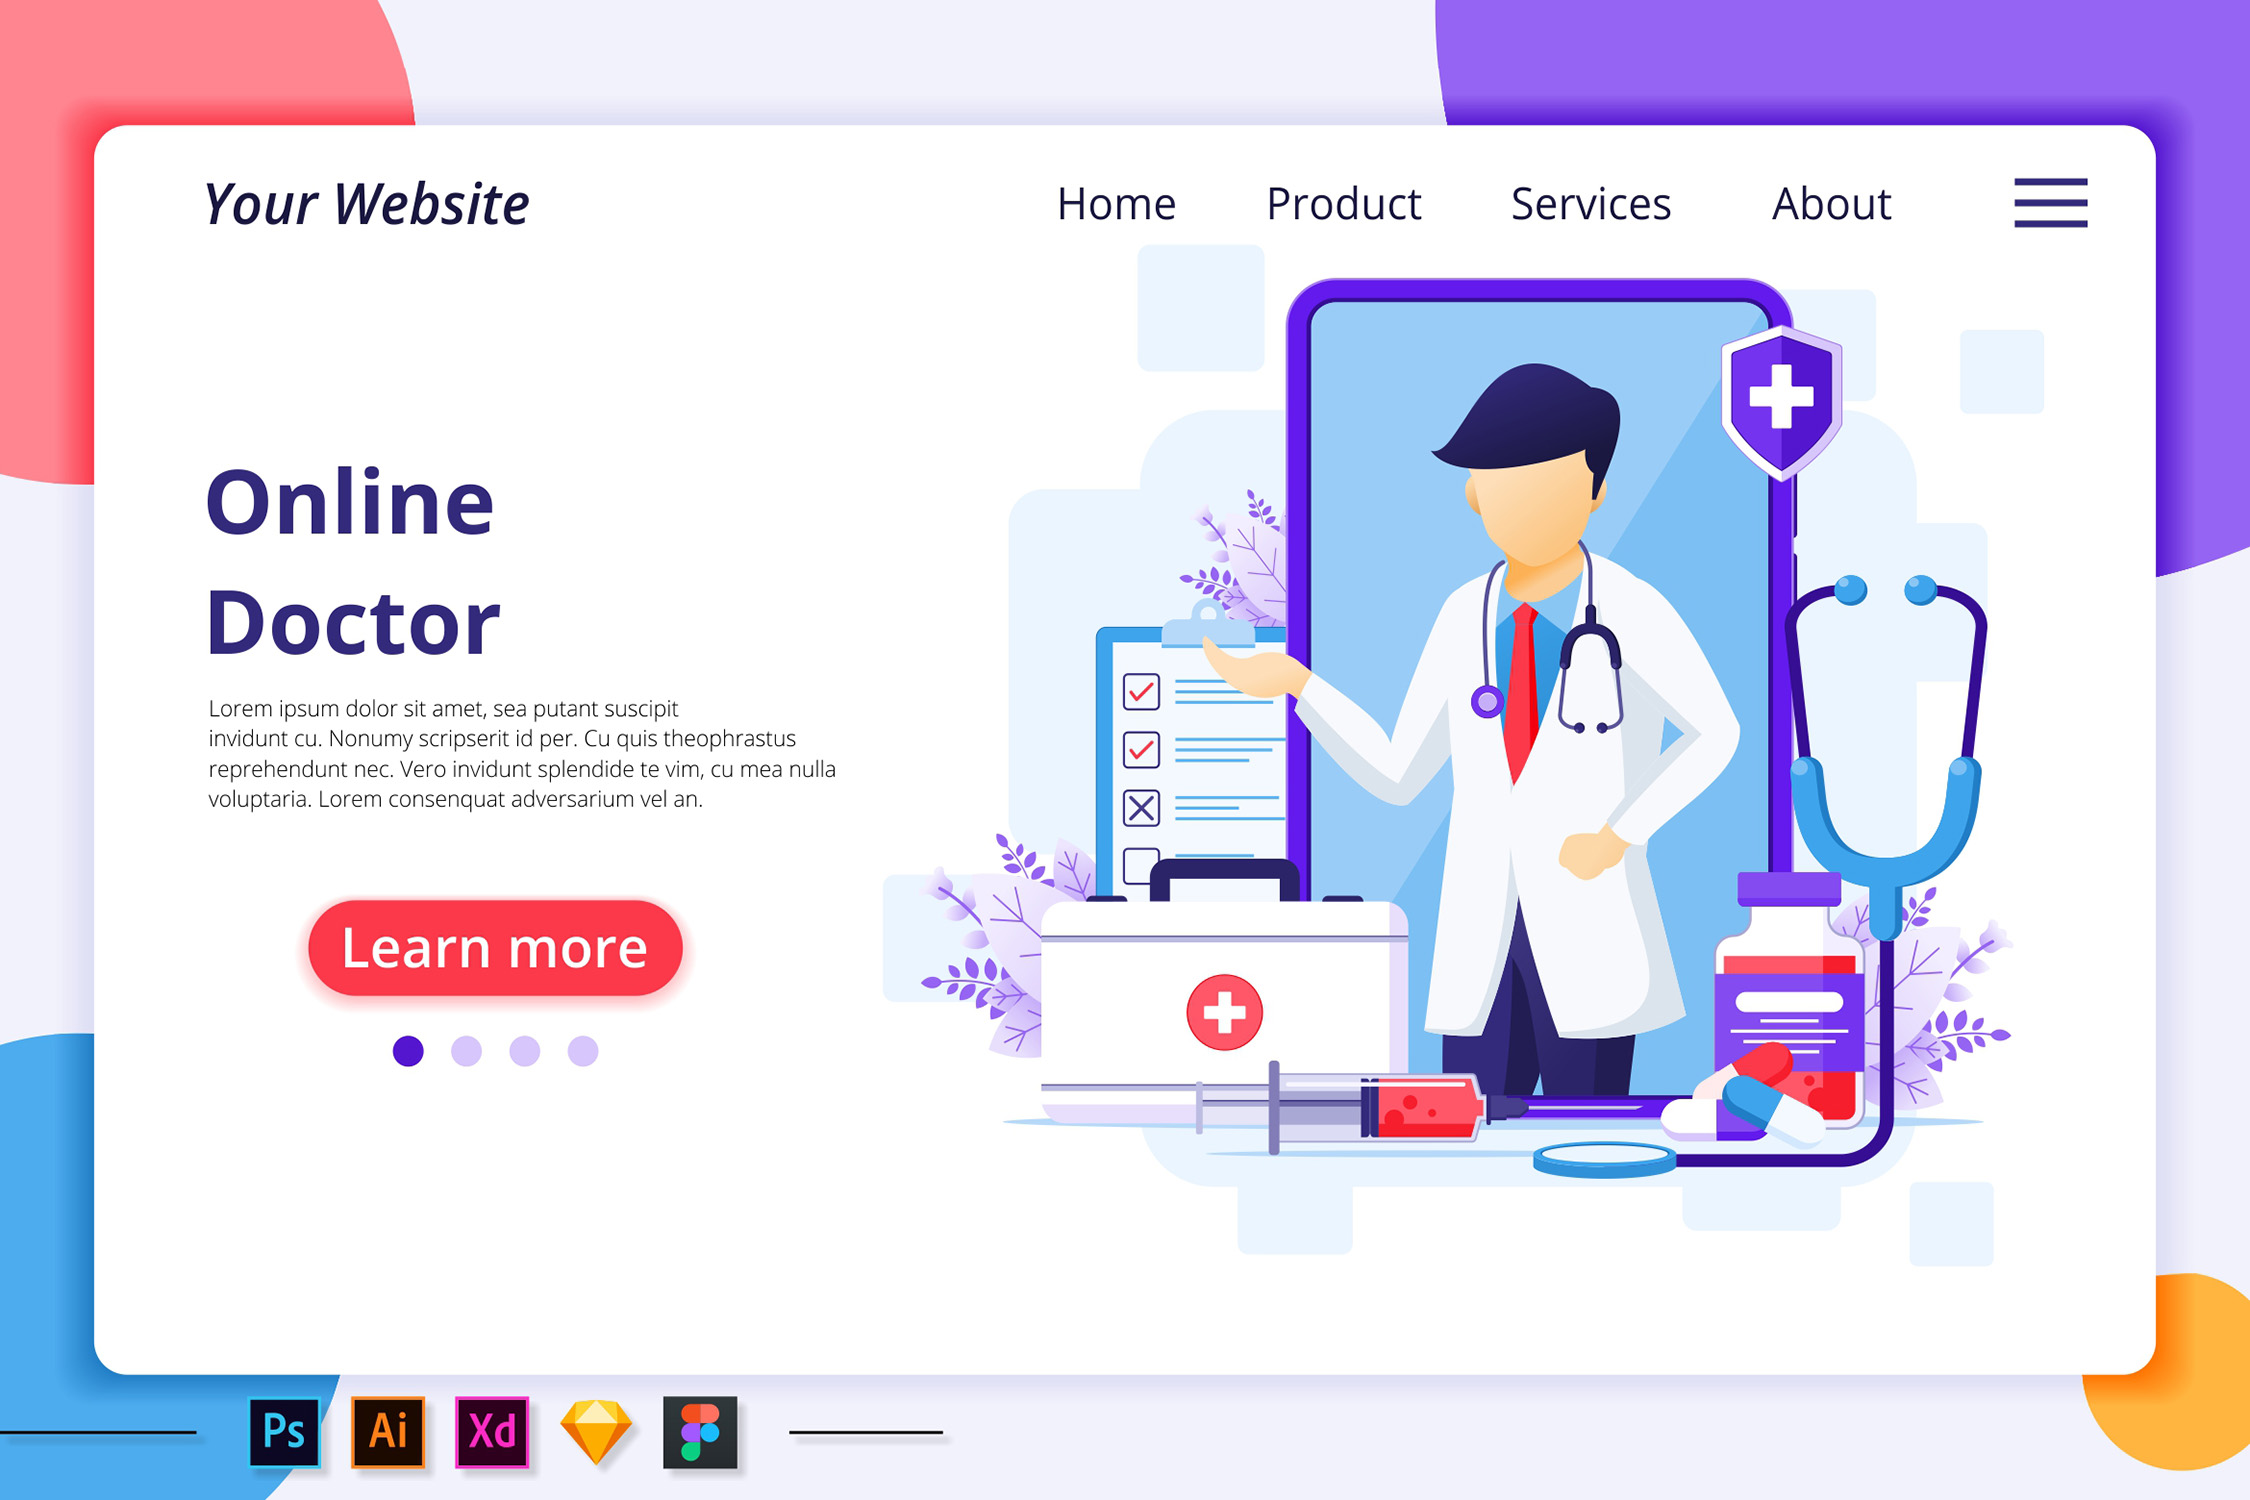 Your Website
Home Product Services About
Online
Doctor
Lorem ipsum dolor sit amet, sea putant suscipit
invidunt cu. Nonumy scripserit id per. Cu quis theophrastus
reprehendunt nec. Vero invidunt splendide te vim, cu mea nulla
voluptaria. Lorem consenquat adversarium vel an.
Learn more
Ps Ai Xd